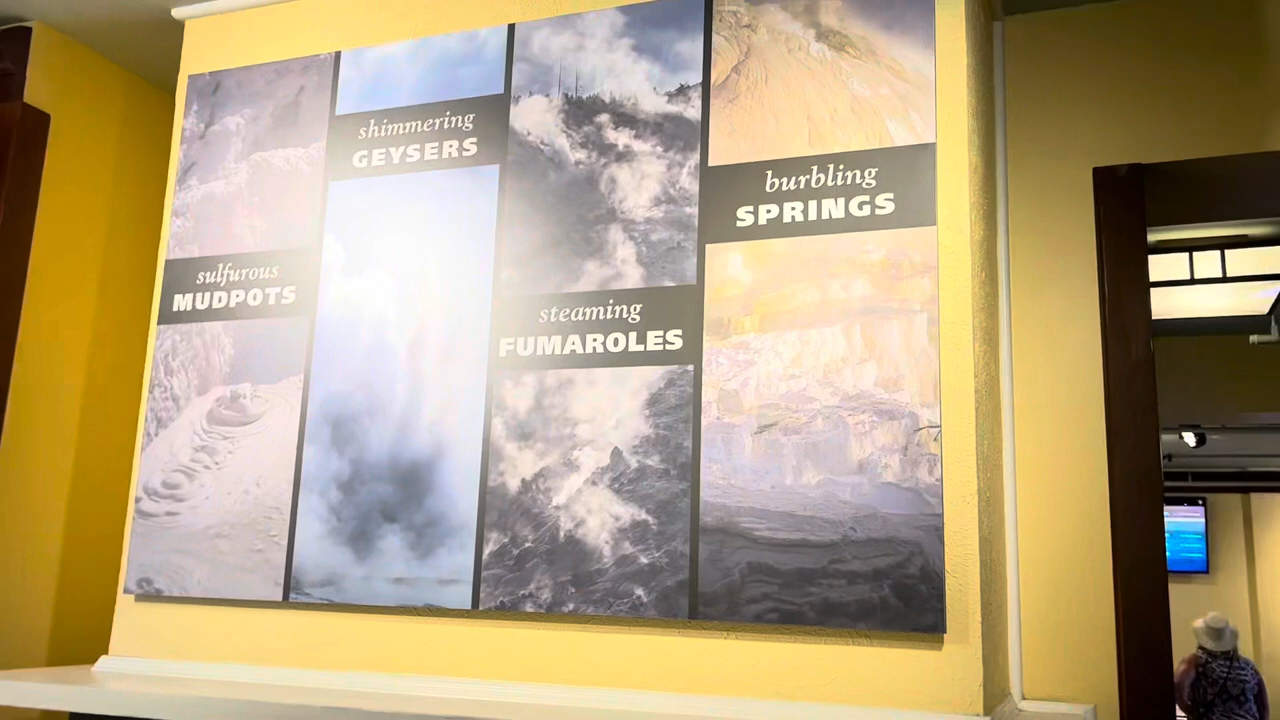 sulfurous
MUDPOTS
shimmering
GEYSERS
steaming
FUMAROLES
burbling
SPRINGS